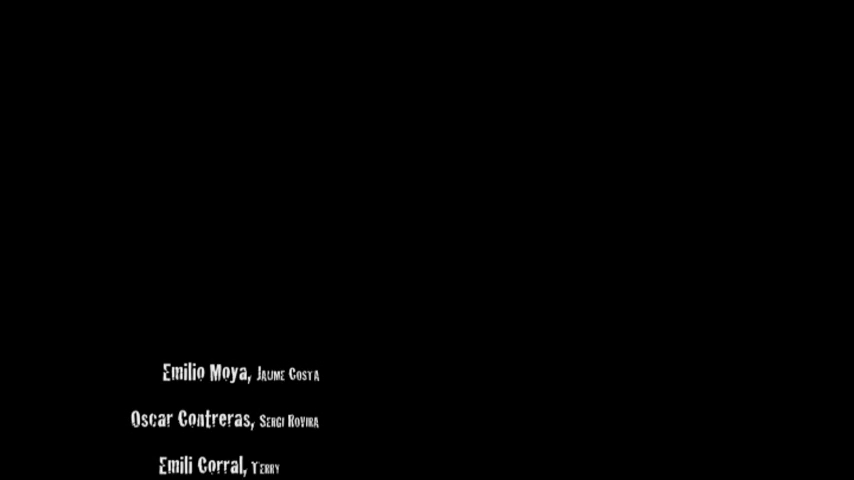 Emilio Moya, Jaume Costa
Oscar Contreras, Sergi Rovira
Emili Corral, Terry